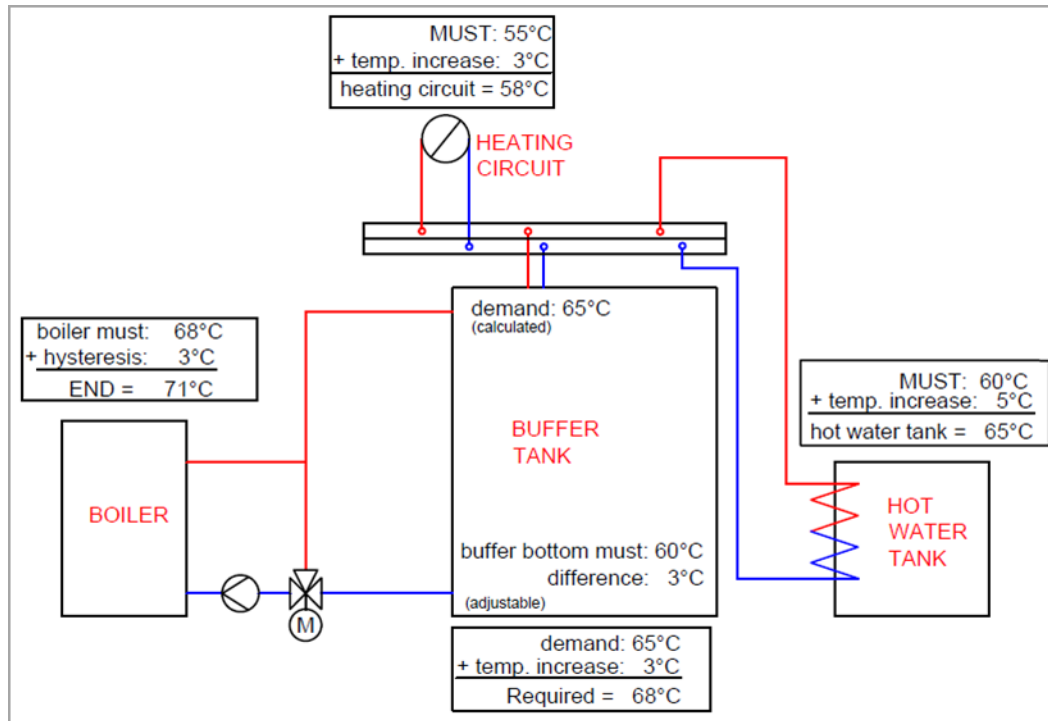 MUST: 55°C
+ temp. increase: 3°C
heating circuit = 58°C
HEATING
CIRCUIT
boiler must: 68°C
+ hysteresis: 3°C
END = 71°C
BOILER
demand: 65°C
(calculated)
BUFFER
TANK
buffer bottom must: 60°C
difference: 3°C
(adjustable)
M
demand: 65°C
+ temp. increase: 3°C
Required = 68°C
MUST: 60°C
+ temp. increase: 5°C
hot water tank = 65°C
HOT
WATER
TANK